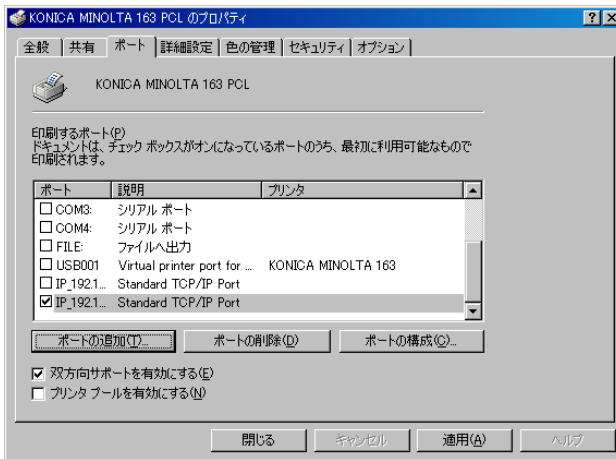 KONICA MINOLTA 163 PCL のプロパティ
全般 共有 ポート 詳細設定 色の管理 セキュリティ オプション
KONICA MINOLTA 163 PCL
印刷するポート(P)
ドキュメントは、チェック ボックスがオンになっているポートのうち、最初に利用可能なもので
印刷されます。
ポート 説明 プリンタ
COM3: シリアル ポート
COM4: シリアル ポート
FILE: ファイルへ出力
USB001 Virtual printer port for ... KONICA MINOLTA 163
IP_192.1... Standard TCP/IP Port
IP_192.1... Standard TCP/IP Port
ポートの追加(T)... ポートの削除(D) ポートの構成(C)...
双方向サポートを有効にする(E)
プリンタ プールを有効にする(N)
閉じる キャンセル 適用(A) ヘルプ